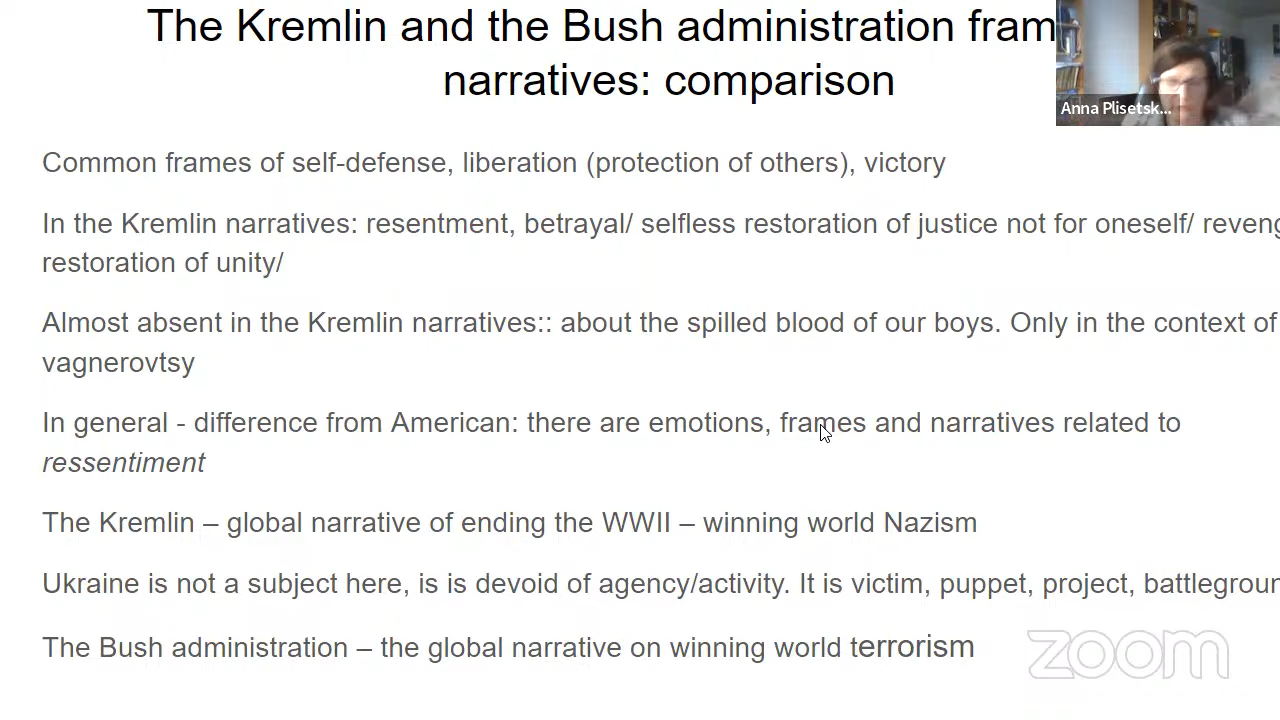 The Kremlin and the Bush administration fram
narratives: comparison
Anna Plisetsk...
Common frames of self-defense, liberation (protection of others), victory
In the Kremlin narratives: resentment, betrayal/ selfless restoration of justice not for oneself/ reveng
restoration of unity/
Almost absent in the Kremlin narratives:: about the spilled blood of our boys. Only in the context of
vagnerovtsy
In general - difference from American: there are emotions, frames and narratives related to
ressentiment
The Kremlin – global narrative of ending the WWII – winning world Nazism
Ukraine is not a subject here, is is devoid of agency/activity. It is victim, puppet, project, battlegroun
The Bush administration – the global narrative on winning world terrorism
zoom